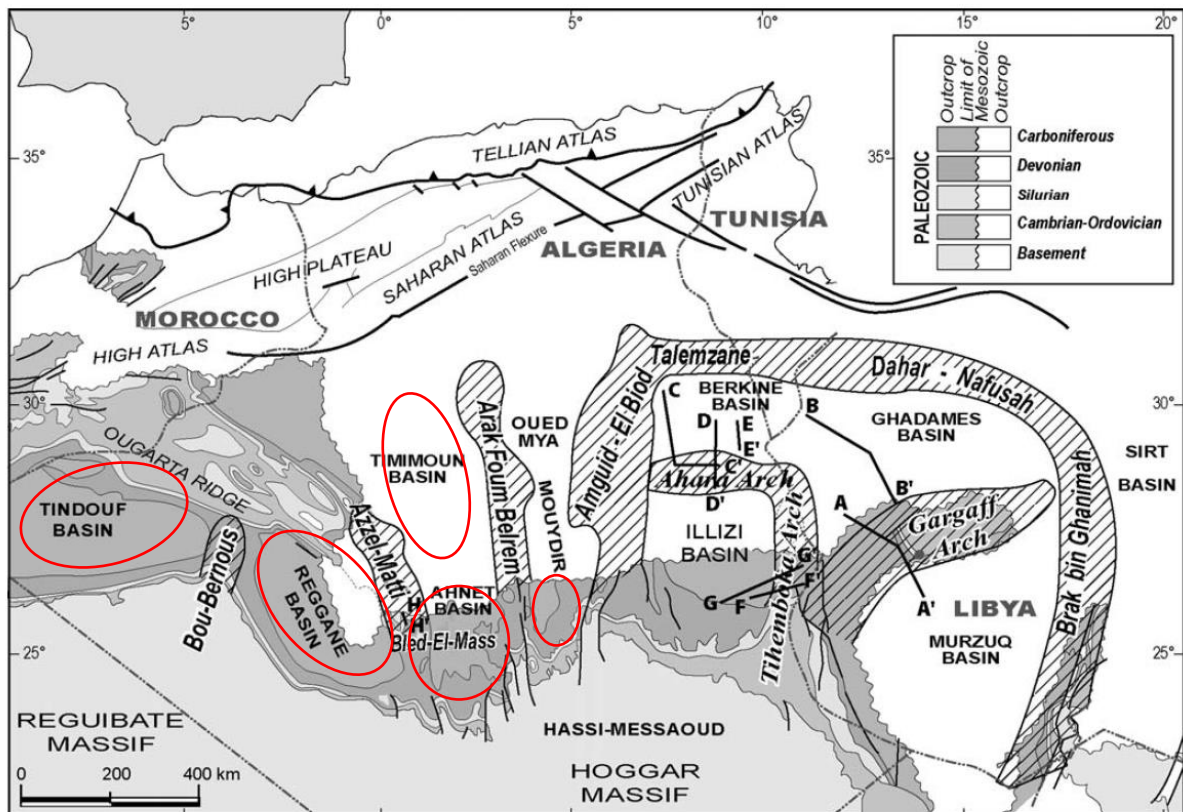 5° 0° 5° 10° 15° 20°
35° 35°
30° 30°
25° 25°
Outcrop
Limit of
Mesozoic
Outcrop
PALEOZOIC
Carboniferous
Devonian
Silurian
Cambrian-Ordovician
Basement
TELLIAN ATLAS
TUNISIAN ATLAS
TUNISIA
ALGERIA
HIGH PLATEAU
SAHARAN ATLAS
Saharan Flexure
MOROCCO
HIGH ATLAS
OUGARTA RIDGE
TINDOUF
BASIN
Bou-Bernous
REGGANE
BASIN
Azzel-Matti
TIMIMOUN
BASIN
Arak Foum Belrem
OUED
MYA
MOUYDIR
AHNET
BASIN
H
H'
Bled-El-Mass
Amguid - El-Biod
Talemzane
Dahar - Nafusah
BERKINE
BASIN
C
D
E
E'
C'
D'
Ahara Arch
B
GHADAMES
BASIN
SIRT
BASIN
B'
A
Gargaff
Arch
ILLIZI
BASIN
Tihemboka Arch
G'
F'
G
F
A'
LIBYA
MURZUQ
BASIN
Brak bin Ghanimah
REGUIBATE
MASSIF
HASSI-MESSAOUD
HOGGAR
MASSIF
0 200 400 km